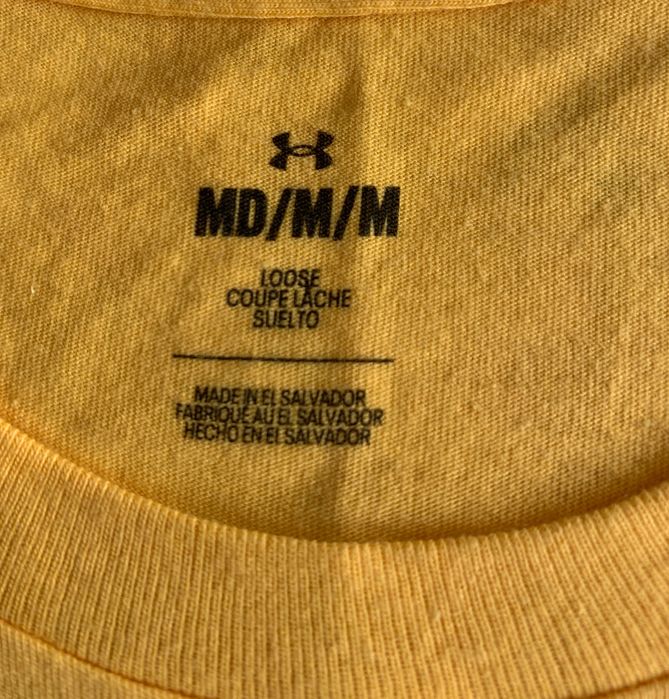 MD/M/M
LOOSE
COUPE LÂCHE
SUELTO
MADE IN EL SALVADOR
FABRIQUÉ AU EL SALVADOR
HECHO EN EL SALVADOR